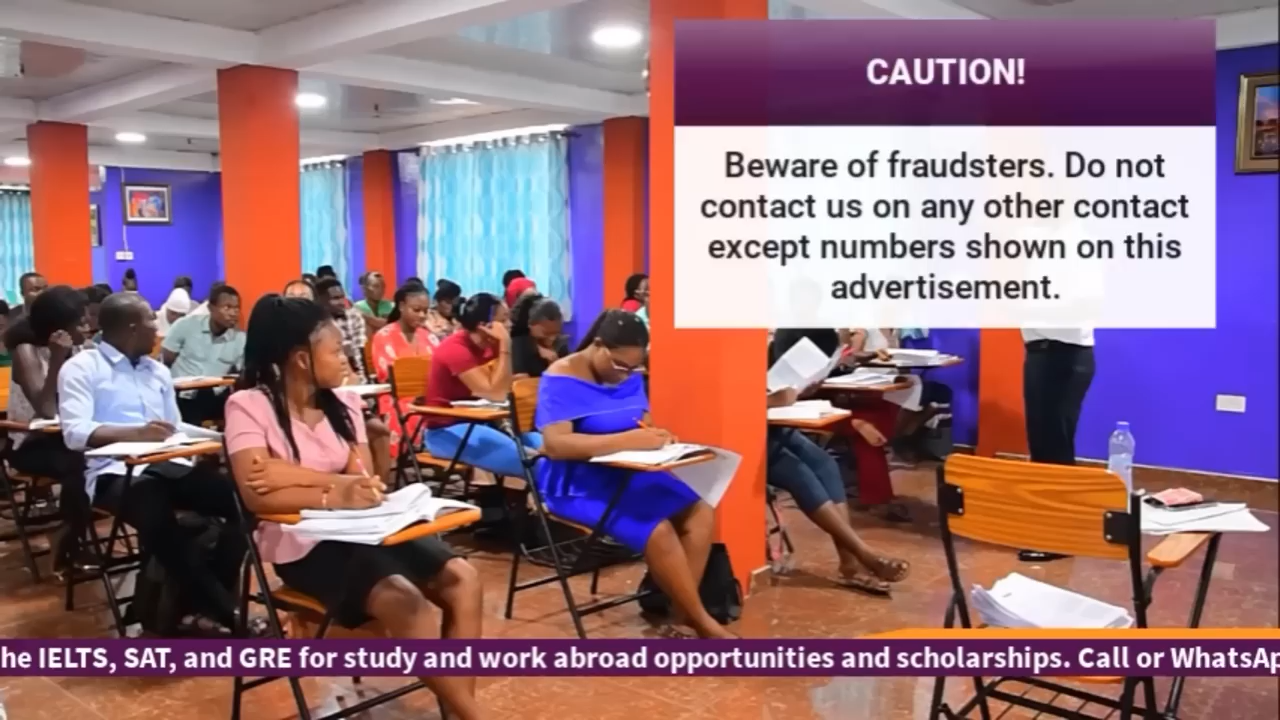 CAUTION!
Beware of fraudsters. Do not
contact us on any other contact
except numbers shown on this
advertisement.
he IELTS, SAT, and GRE for study and work abroad opportunities and scholarships. Call or WhatsAp